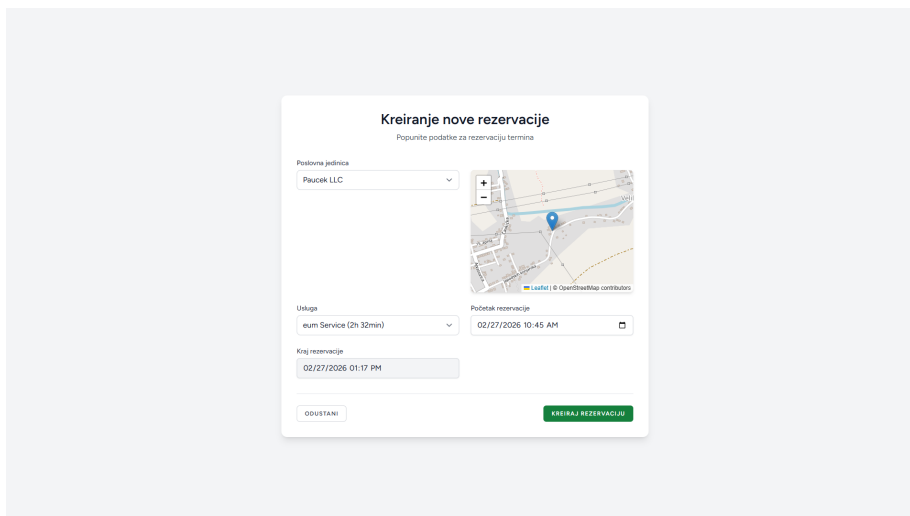 Kreiranje nove rezervacije
Popunite podatke za rezervaciju termina
Poslovna jedinica
Paucek LLC
+
−
Leaflet | © OpenStreetMap contributors
Usluga
eum Service (2h 32min)
Početak rezervacije
02/27/2026 10:45 AM
Kraj rezervacije
02/27/2026 01:17 PM
ODUSTANI
KREIRAJ REZERVACIJU